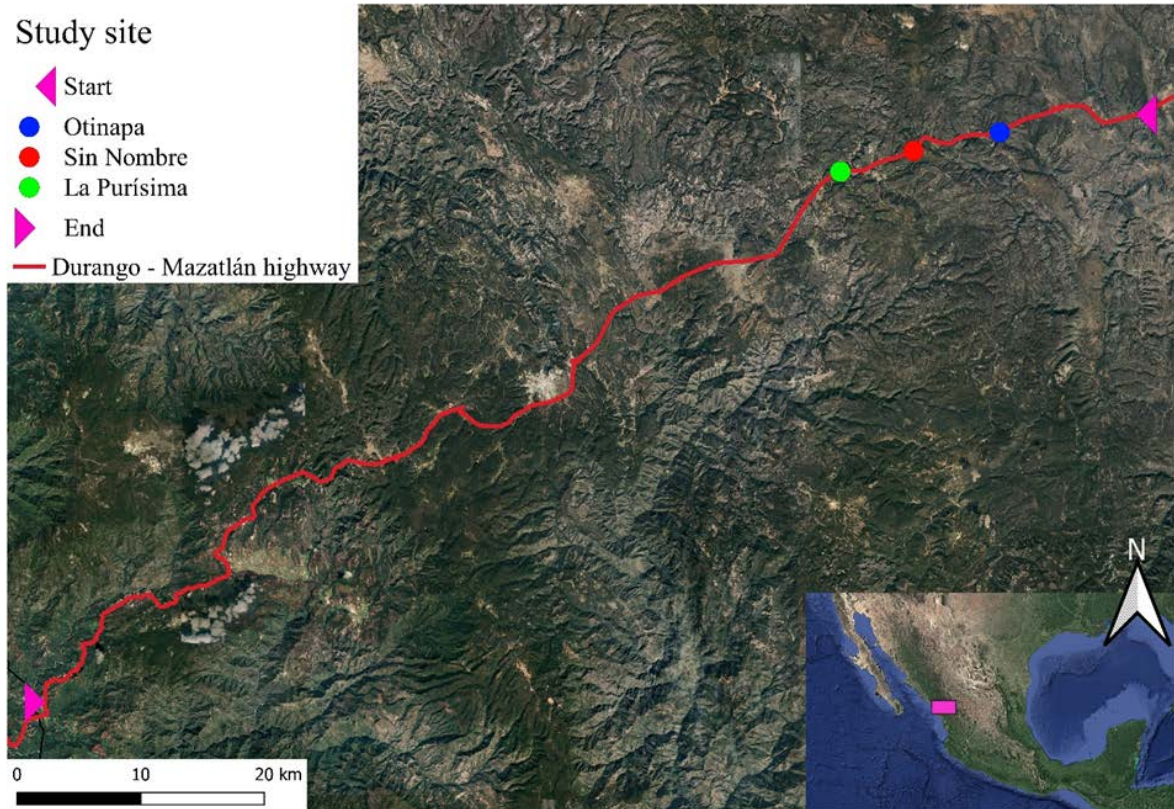 Study site
Start
Otinapa
Sin Nombre
La Purísima
End
Durango - Mazatlán highway
N
0 10 20 km